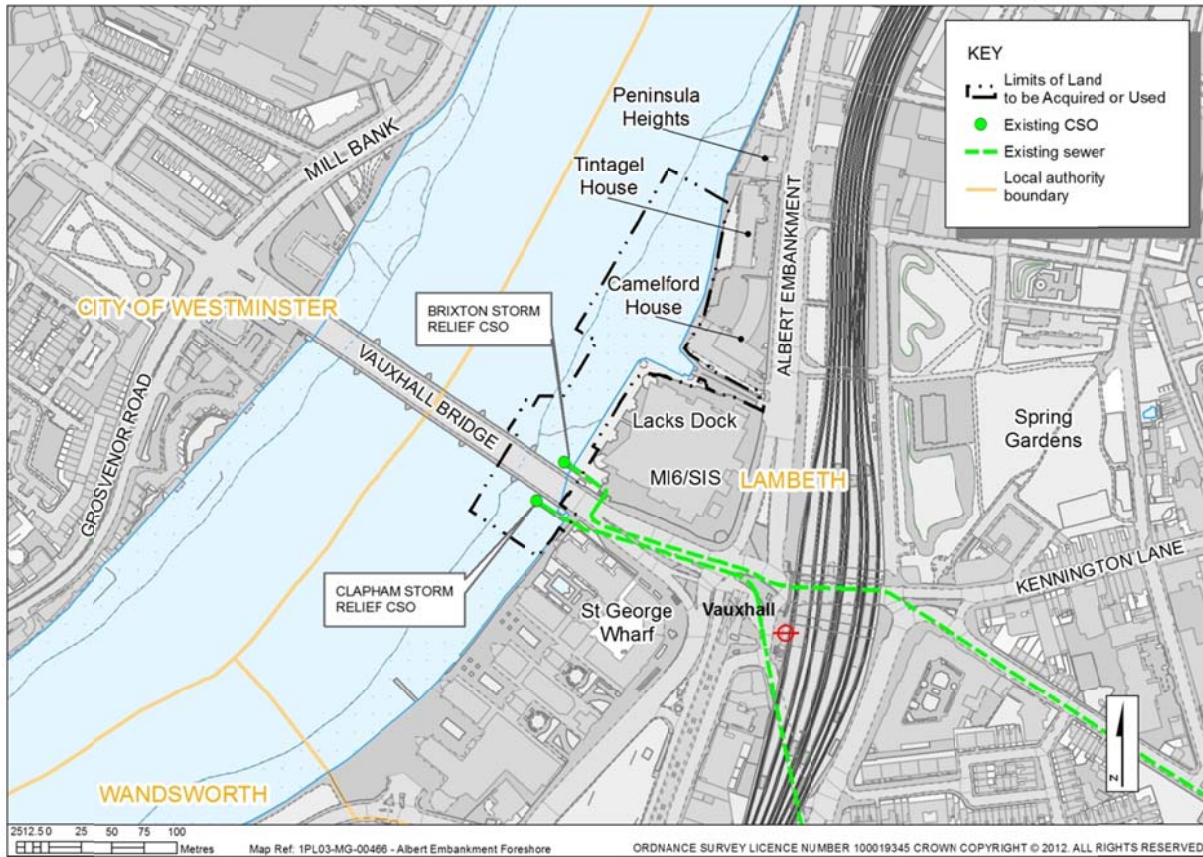 KEY
Limits of Land
to be Acquired or Used
Existing CSO
Existing sewer
Local authority
boundary
MILL BANK
Peninsula
Heights
Tintagel
House
ALBERT EMBANKMENT
Camelford
House
CITY OF WESTMINSTER
BRIXTON STORM
RELIEF CSO
VAUXHALL BRIDGE
GROSVENOR ROAD
Lacks Dock
Spring
Gardens
MI6/SIS
LAMBETH
CLAPHAM STORM
RELIEF CSO
KENNINGTON LANE
St George
Wharf
Vauxhall
WANDSWORTH
N
2512.5 0 25 50 75 100
Metres
Map Ref: 1PL03-MG-00466 - Albert Embankment Foreshore
ORDNANCE SURVEY LICENCE NUMBER 100019345 CROWN COPYRIGHT © 2012. ALL RIGHTS RESERVED